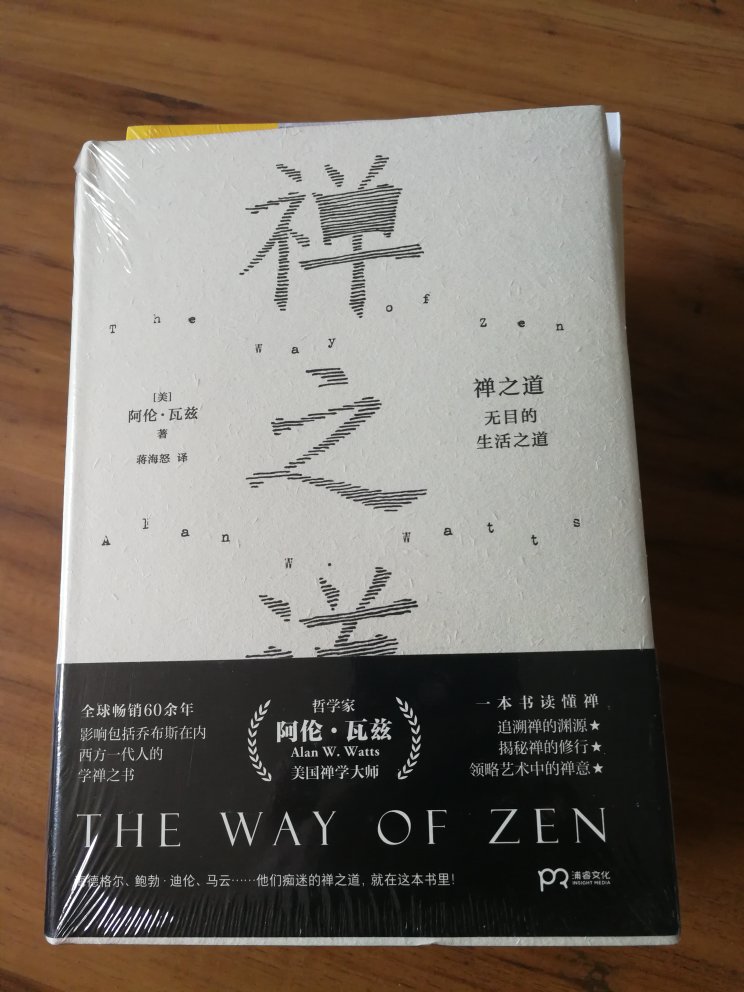 禅之道
The Way of Zen
[美]
阿伦·瓦兹
著
蒋海怒 译
禅之道
无目的
生活之道
Alan W. Watts
全球畅销60余年
影响包括乔布斯在内
西方一代人的
学禅之书
哲学家
阿伦·瓦兹
Alan W. Watts
美国禅学大师
一本书读懂禅
追溯禅的渊源★
揭秘禅的修行★
领略艺术中的禅意★
THE WAY OF ZEN
德格尔、鲍勃·迪伦、马云……他们痴迷的禅之道，就在这本书里！
浦睿文化
INSIGHT MEDIA